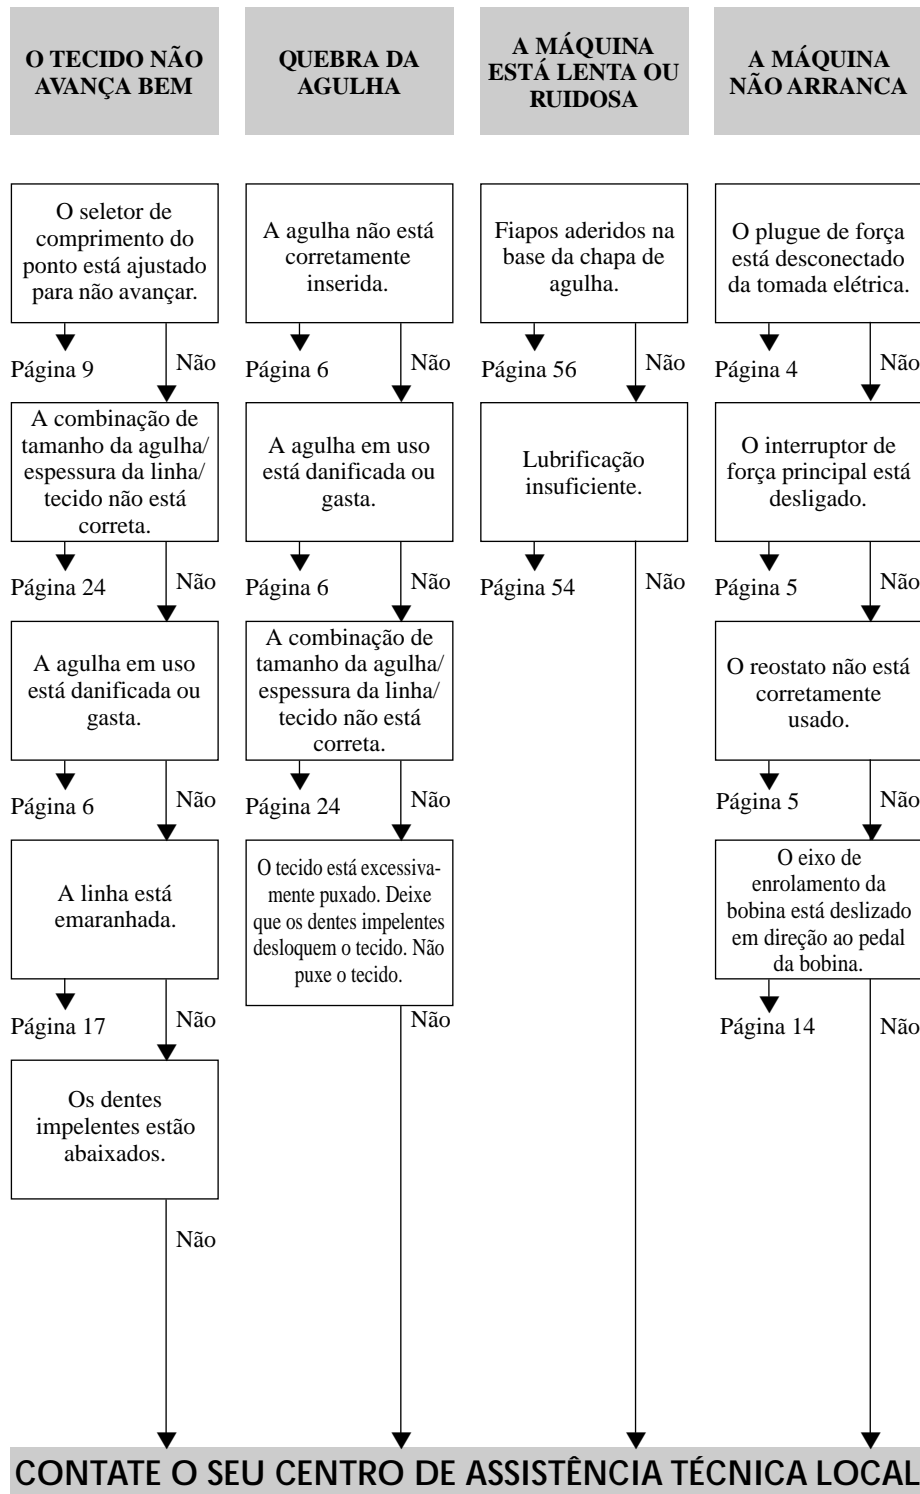 O TECIDO NÃO
AVANÇA BEM
O seletor de
comprimento do
ponto está ajustado
para não avançar.
Página 9
Não
A combinação de
tamanho da agulha/
espessura da linha/
tecido não está
correta.
Página 24
Não
A agulha em uso
está danificada ou
gasta.
Página 6
Não
A linha está
emaranhada.
Página 17
Não
Os dentes
impelentes estão
abaixados.
Não
QUEBRA DA
AGULHA
A agulha não está
corretamente
inserida.
Página 6
Não
A agulha em uso
está danificada ou
gasta.
Página 6
Não
A combinação de
tamanho da agulha/
espessura da linha/
tecido não está
correta.
Página 24
Não
O tecido está excessiva-
mente puxado. Deixe
que os dentes impelentes
desloquem o tecido. Não
puxe o tecido.
Não
A MÁQUINA
ESTÁ LENTA OU
RUIDOSA
Fiapos aderidos na
base da chapa de
agulha.
Página 56
Não
Lubrificação
insuficiente.
Página 54
Não
A MÁQUINA
NÃO ARRANCA
O plugue de força
está desconectado
da tomada elétrica.
Página 4
Não
O interruptor de
força principal está
desligado.
Página 5
Não
O reostato não está
corretamente
usado.
Página 5
Não
O eixo de
enrolamento da
bobina está deslizado
em direção ao pedal
da bobina.
Página 14
Não
CONTATE O SEU CENTRO DE ASSISTÊNCIA TÉCNICA LOCAL